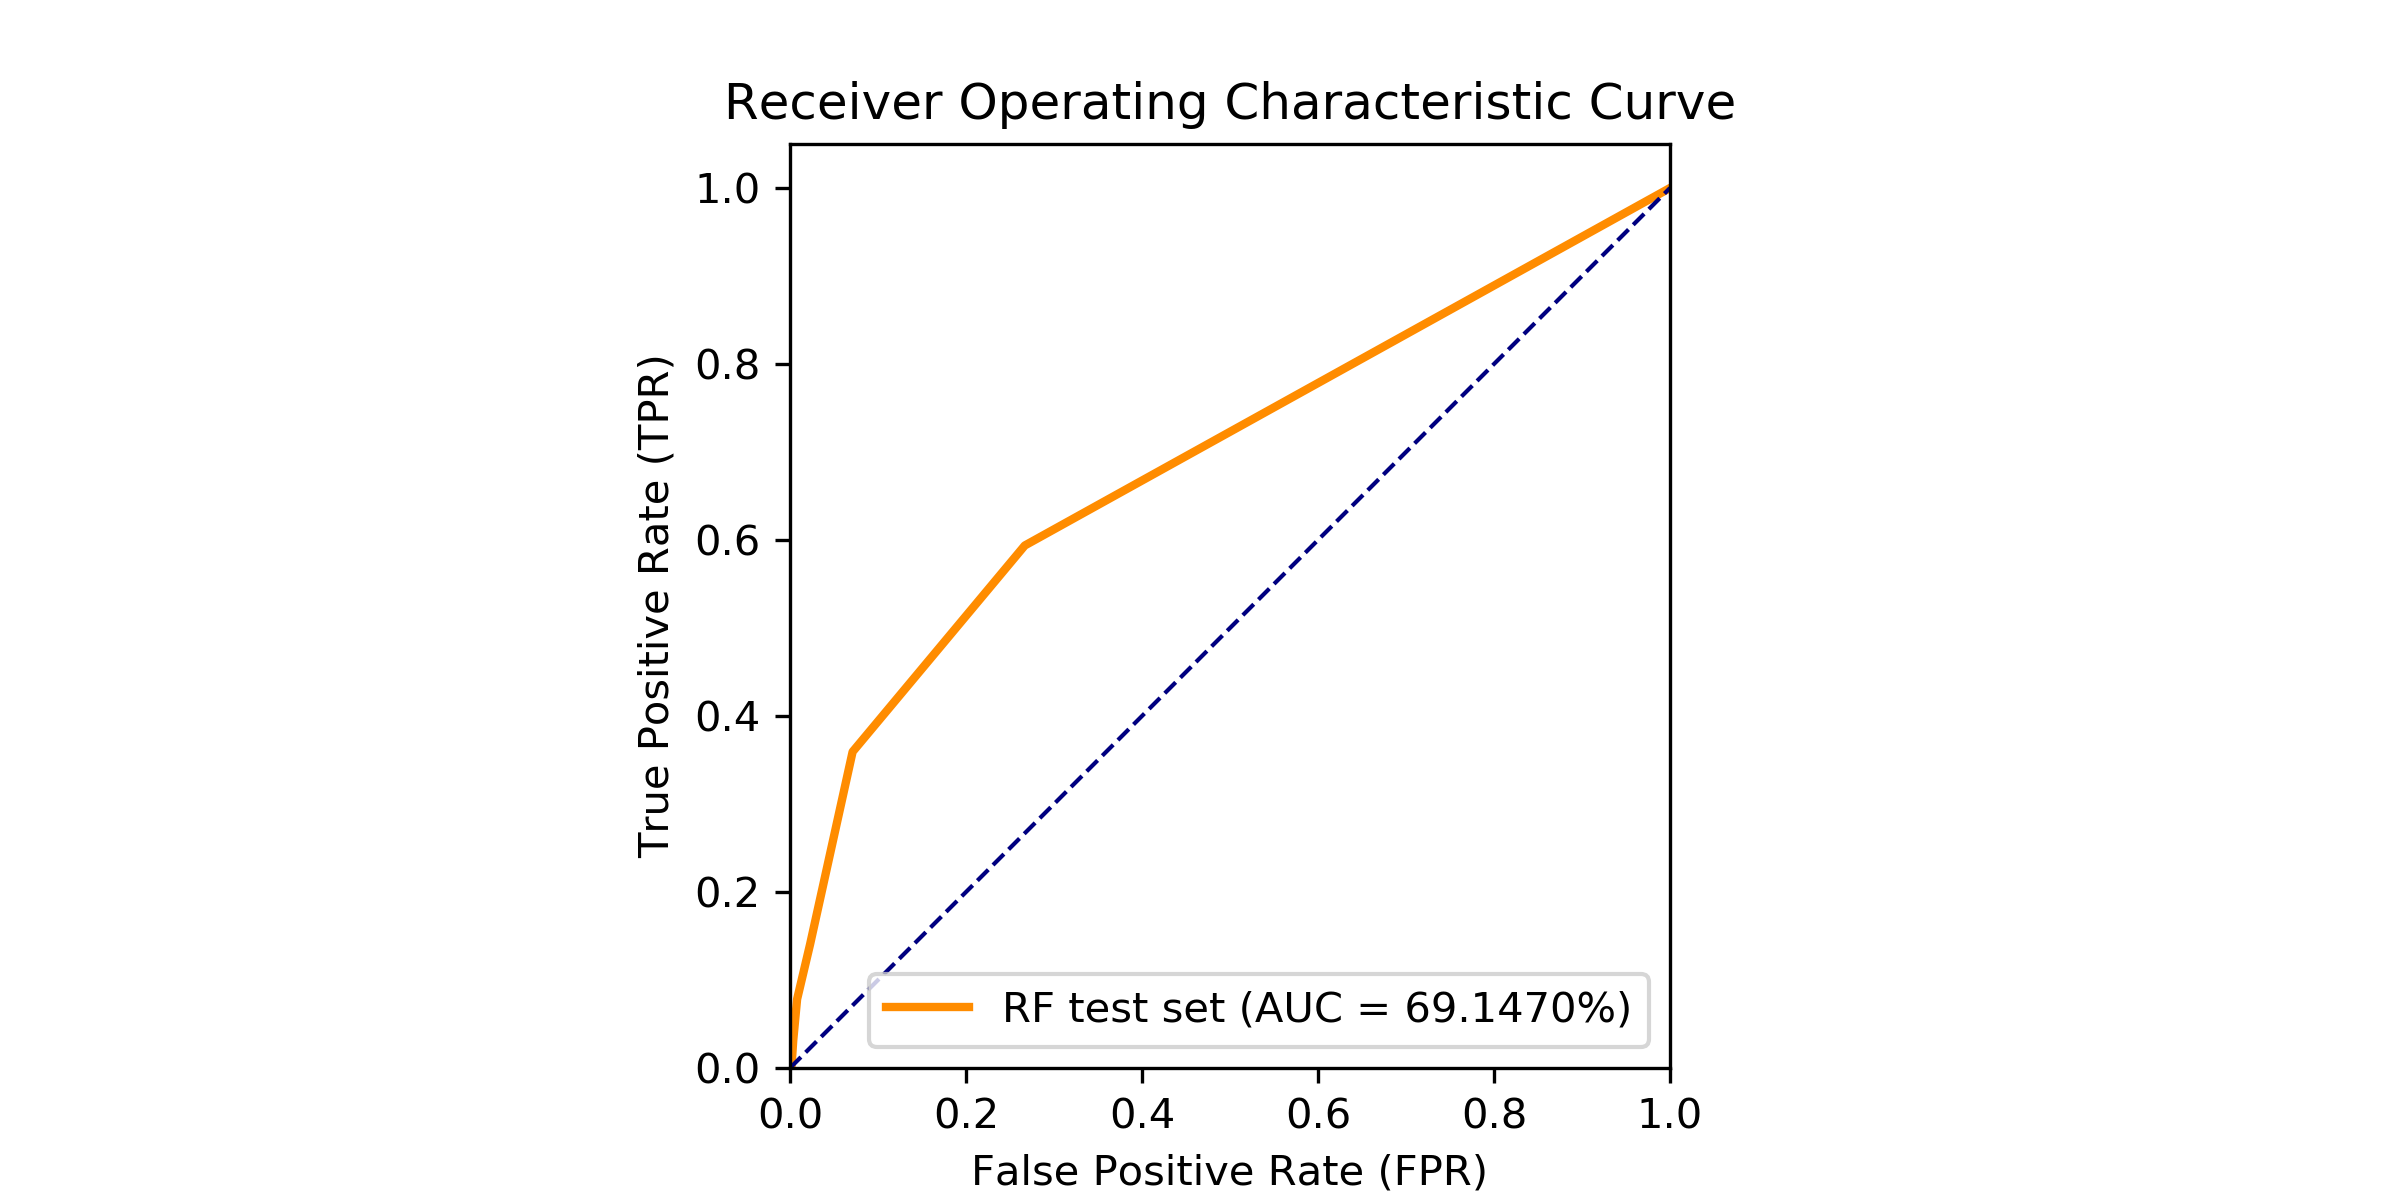 Receiver Operating Characteristic Curve
1.0
0.8
0.6
0.4
0.2
0.0
True Positive Rate (TPR)
RF test set (AUC = 69.1470%)
0.0 0.2 0.4 0.6 0.8 1.0
False Positive Rate (FPR)